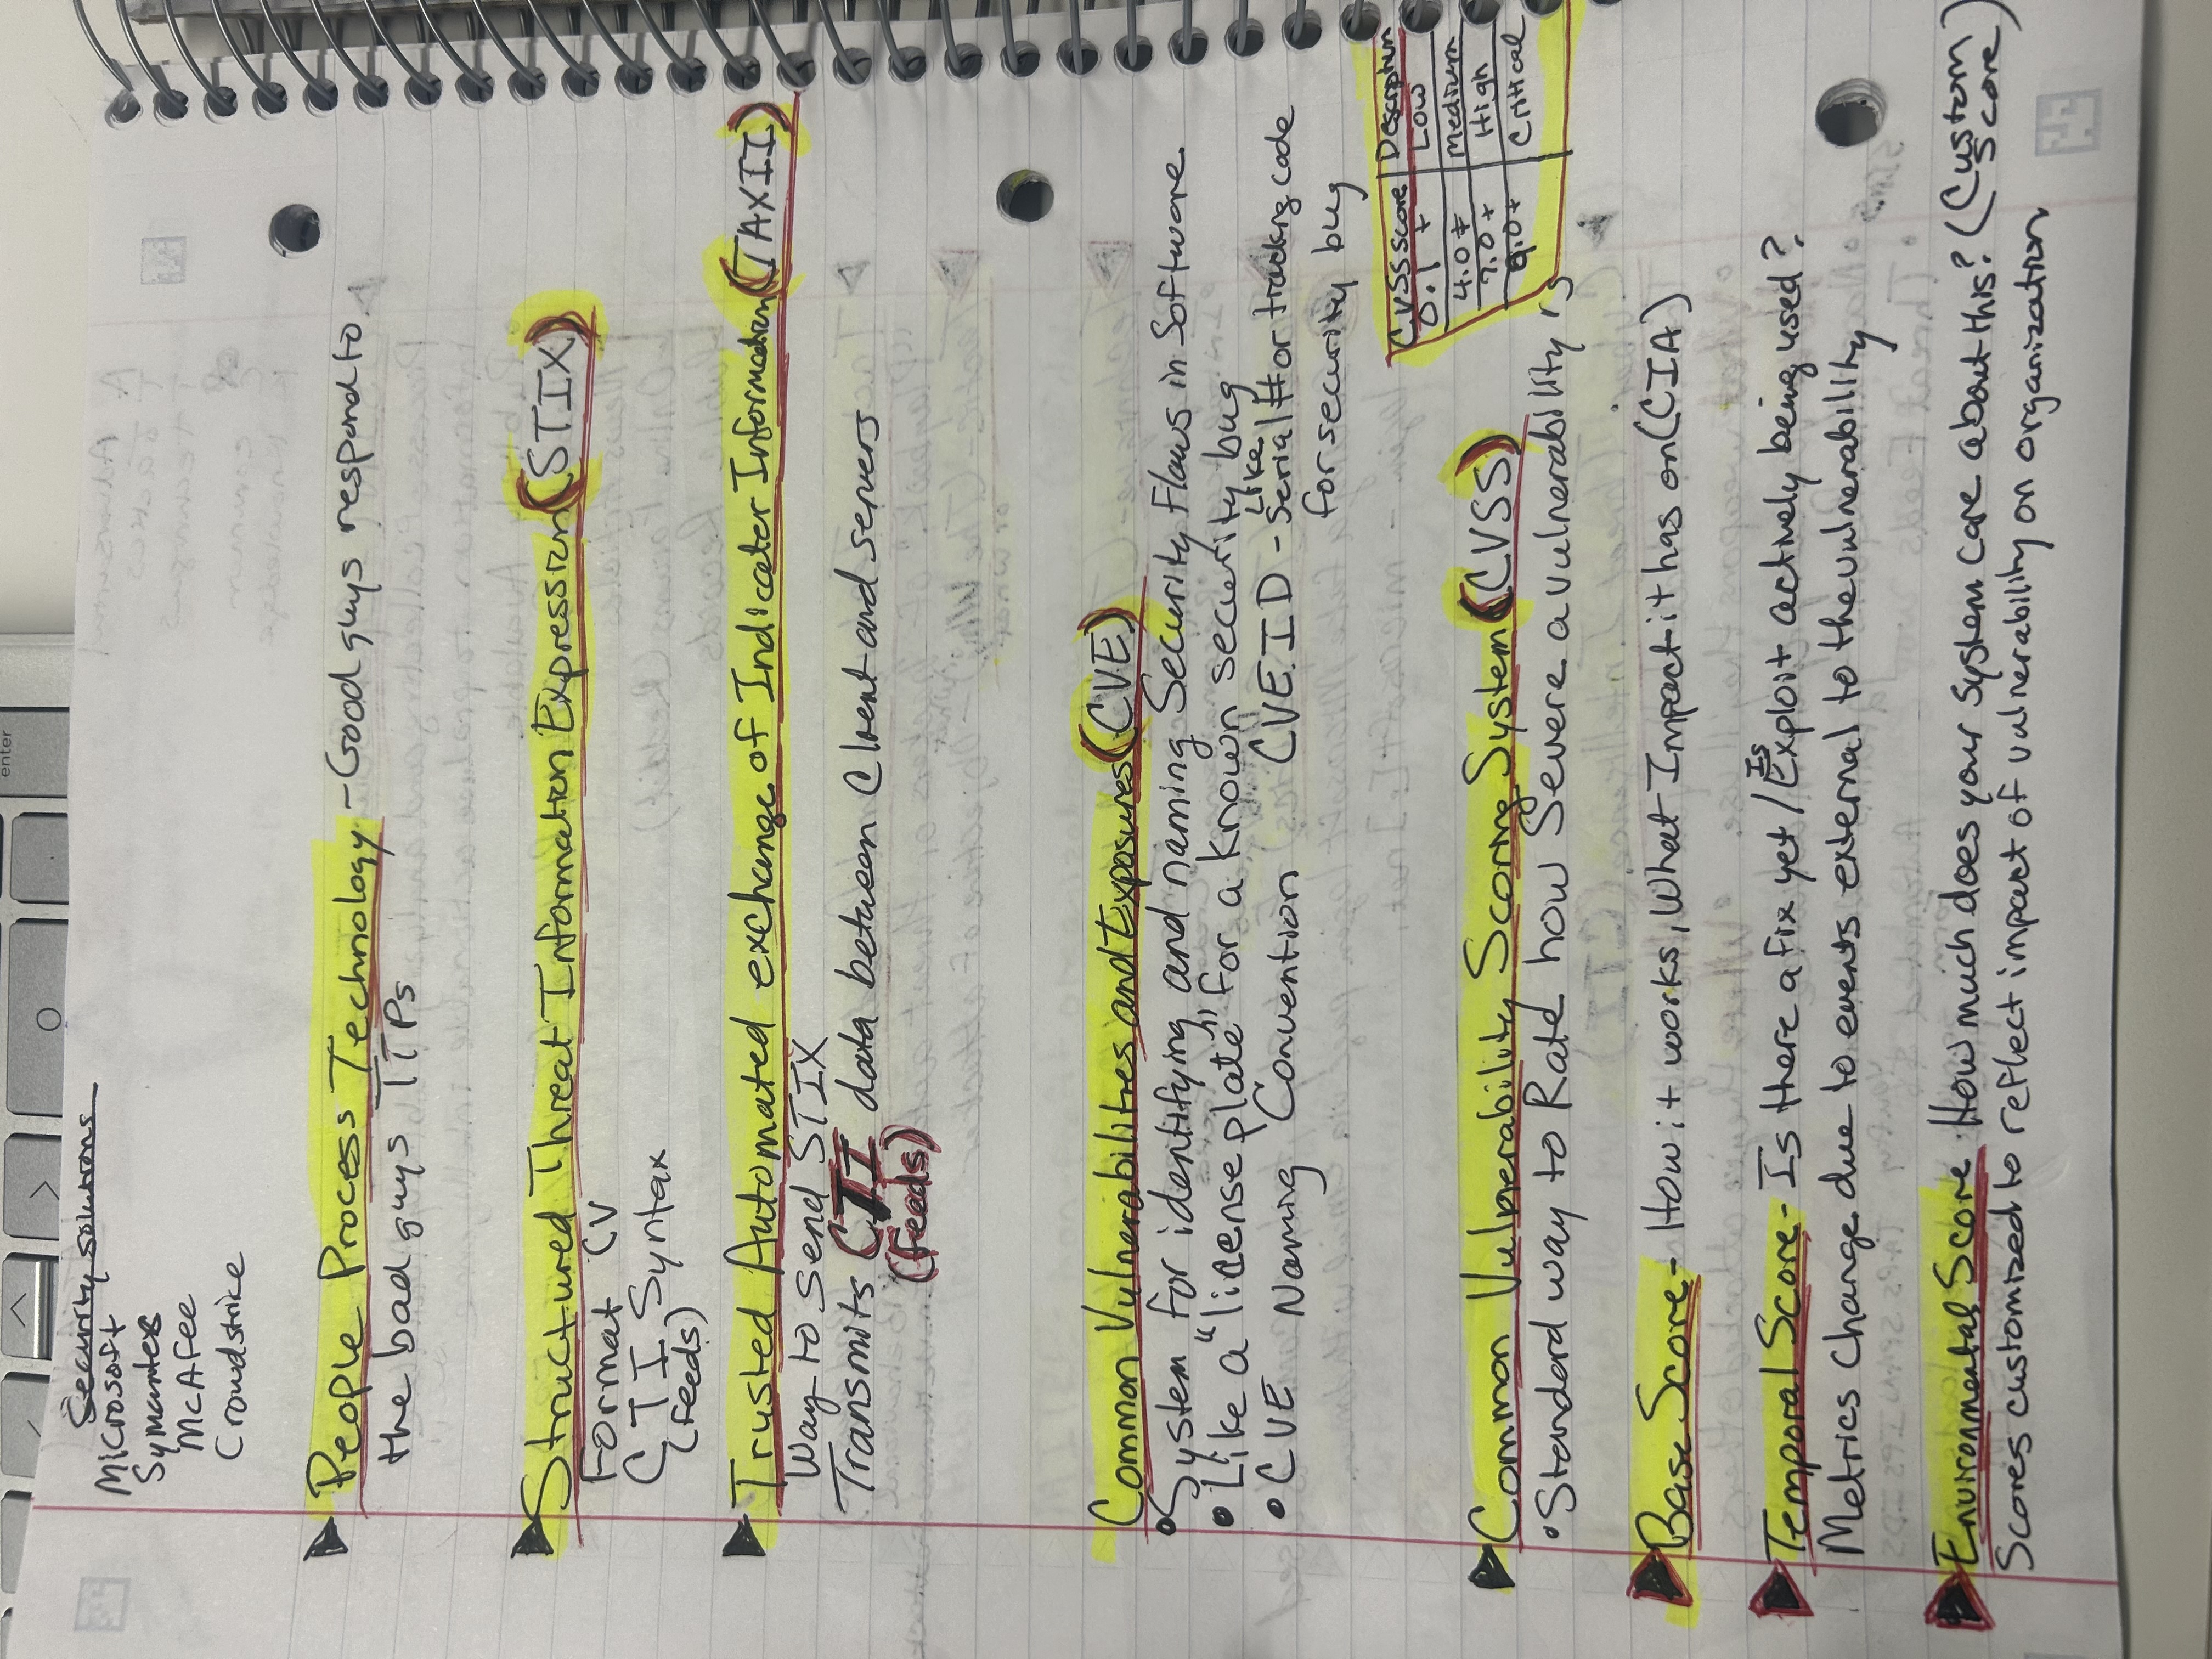 enter
Security solutions
Microsoft
Symantec
McAfee
Crowdstrike
People Process Technology - Good guys respond to
the bad guys TTPs
Structured Threat Information Expression (STIX)
Format CV
CTI Syntax
(feeds)
Trusted Automated exchange of Indicator Information (TAXII)
Way to send STIX
Transmits CTI data between Client and servers
(feeds)
Common Vulnerabilities and Exposures (CVE)
• System for identifying and naming Security Flaws in Software
• Like a "license plate" for a known security bug
• CVE Naming Convention CVE ID - Like Serial # or tracking code
for security bug
CVSS score Description
0.1 + Low
4.0 + Medium
7.0 + High
9.0 + Critical
Common Vulnerability Scoring System (CVSS)
• Standard way to Rate how Severe a vulnerability is
Base Score - How it works, What Impact it has on (CIA)
Temporal Score - Is there a fix yet / Is Exploit actively being used?
Metrics Change due to events external to the vulnerability
Environmental Score How much does your system care about this? (Custom Score)
Scores customized to reflect impact of vulnerability on organization